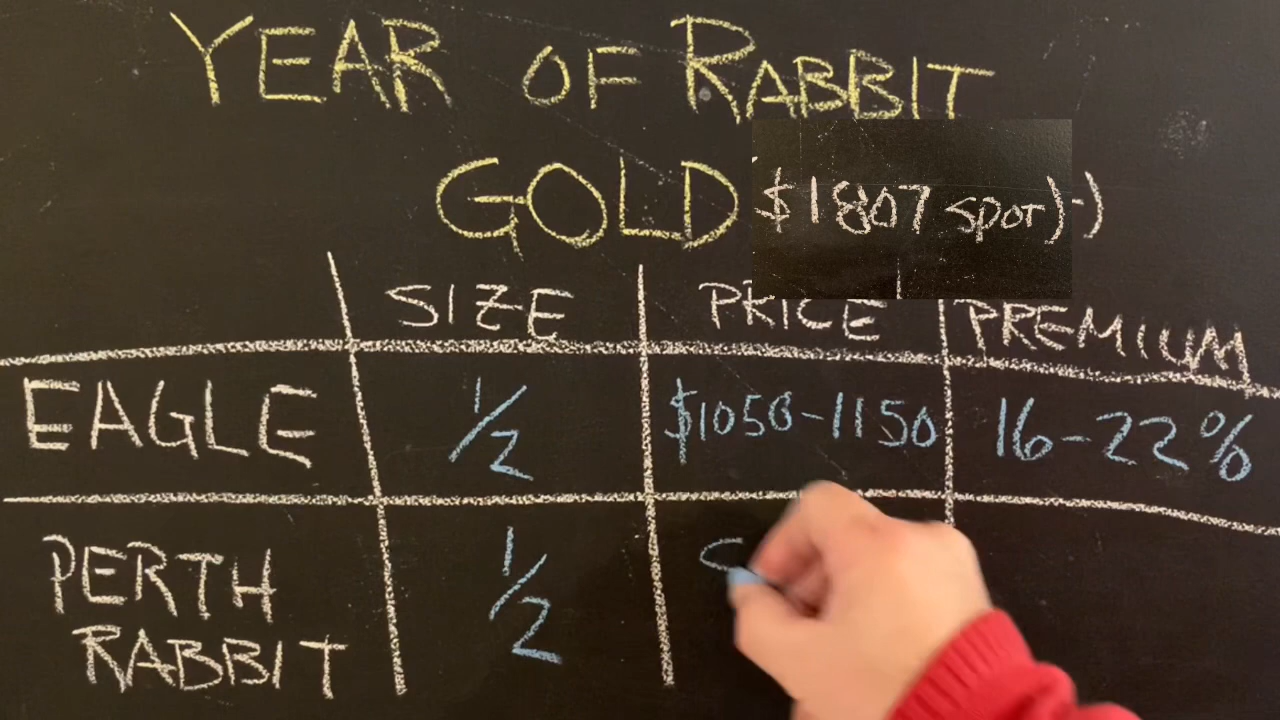 YEAR OF RABBIT
GOLD $1807 spot) -)
SIZE PRICE PREMIUM
EAGLE 1/2 $1050-1150 16-22%
PERTH 1/2
RABBIT